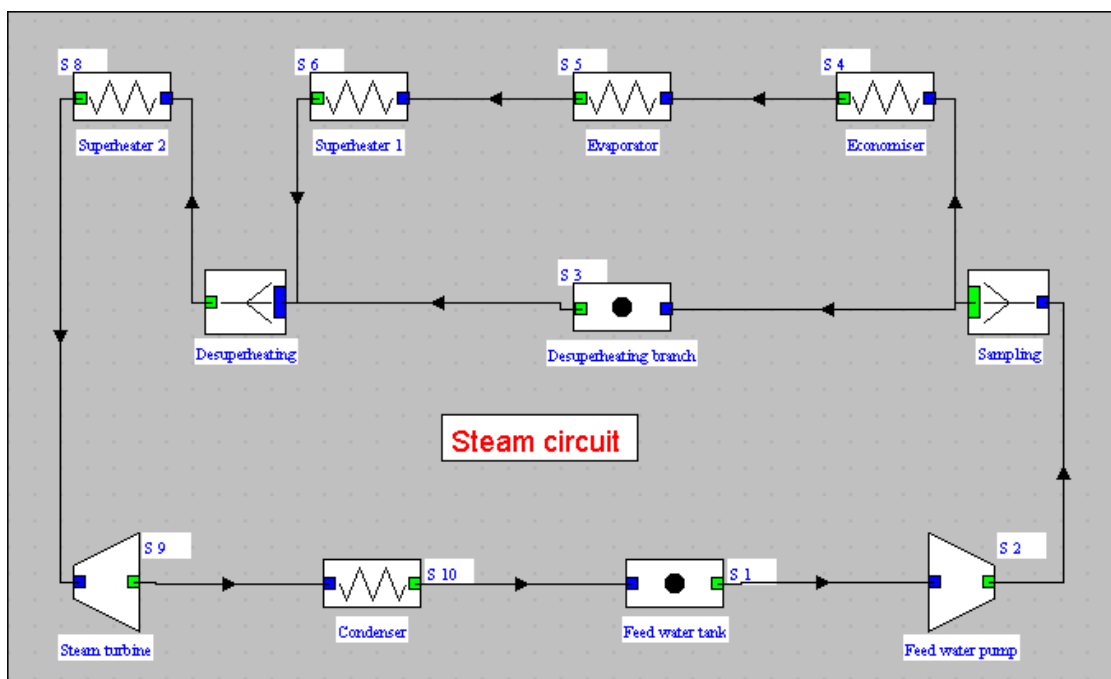 S 8
S 6
S 5
S 4
Superheater 2
Superheater 1
Evaporator
Economiser
S 3
Desuperheating
Desuperheating branch
Sampling
Steam circuit
S 9
S 10
S 1
S 2
Steam turbine
Condenser
Feed water tank
Feed water pump